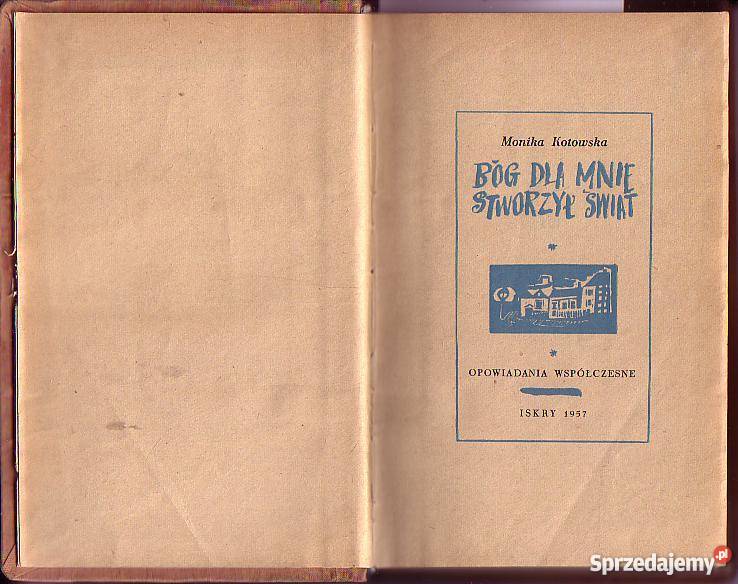 Monika Kotowska
BÓG DLA MNIE
STWORZYŁ ŚWIAT
*
*
OPOWIADANIA WSPÓŁCZESNE
ISKRY 1957
Sprzedajemy.pl